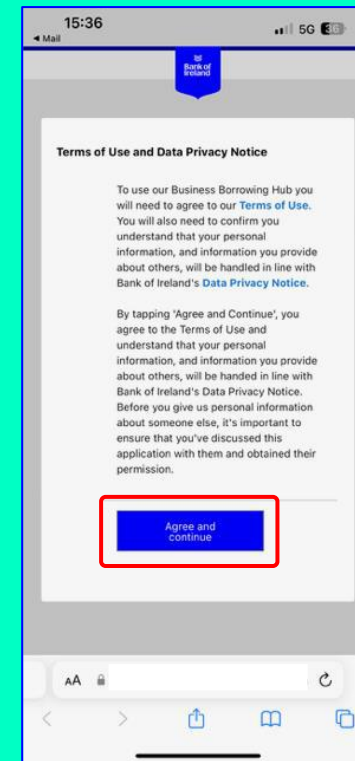 15:36
5G 36
Mail
Bank of
Ireland
Terms of Use and Data Privacy Notice
To use our Business Borrowing Hub you
will need to agree to our Terms of Use.
You will also need to confirm you
understand that your personal
information, and information you provide
about others, will be handled in line with
Bank of Ireland's Data Privacy Notice.
By tapping 'Agree and Continue', you
agree to the Terms of Use and
understand that your personal
information, and information you provide
about others, will be handled in line with
Bank of Ireland's Data Privacy Notice.
Before you give us personal information
about someone else, it's important to
ensure that you've discussed this
application with them and obtained their
permission.
Agree and
continue
AA